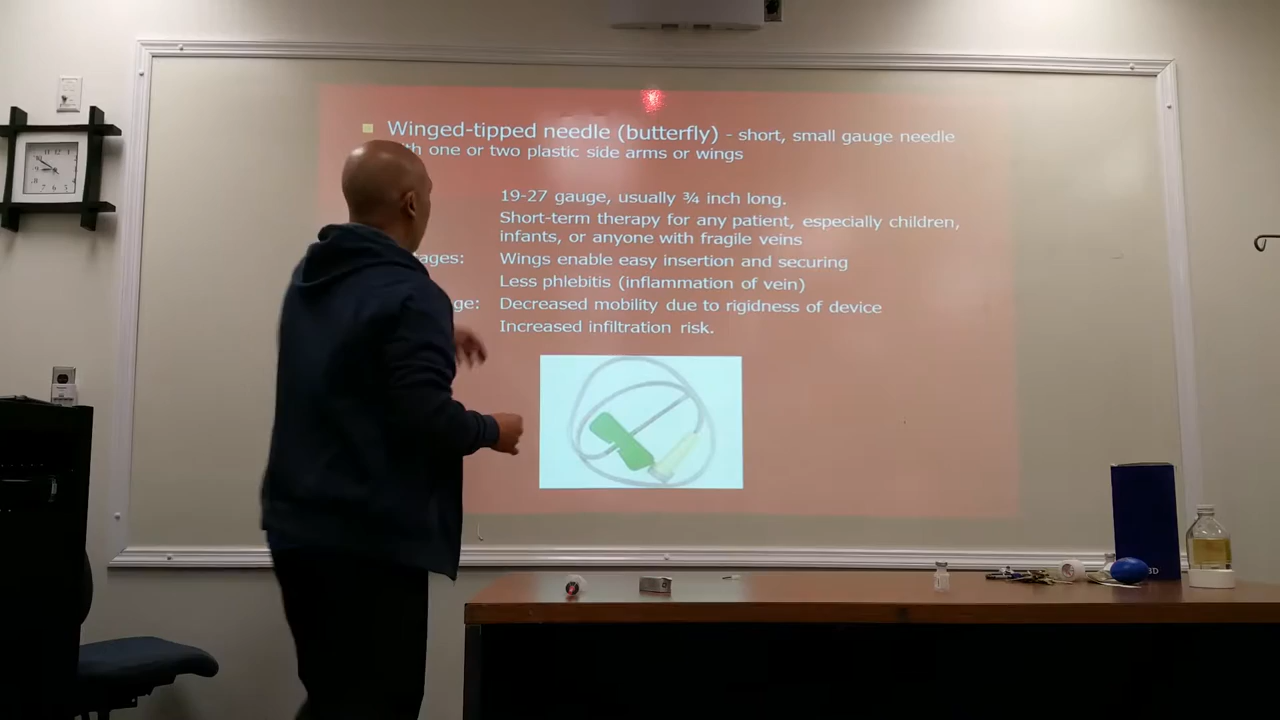 Winged-tipped needle (butterfly) - short, small gauge needle
with one or two plastic side arms or wings
19-27 gauge, usually ¾ inch long.
Short-term therapy for any patient, especially children,
infants, or anyone with fragile veins
ages: Wings enable easy insertion and securing
Less phlebitis (inflammation of vein)
ge: Decreased mobility due to rigidness of device
Increased infiltration risk.
3D